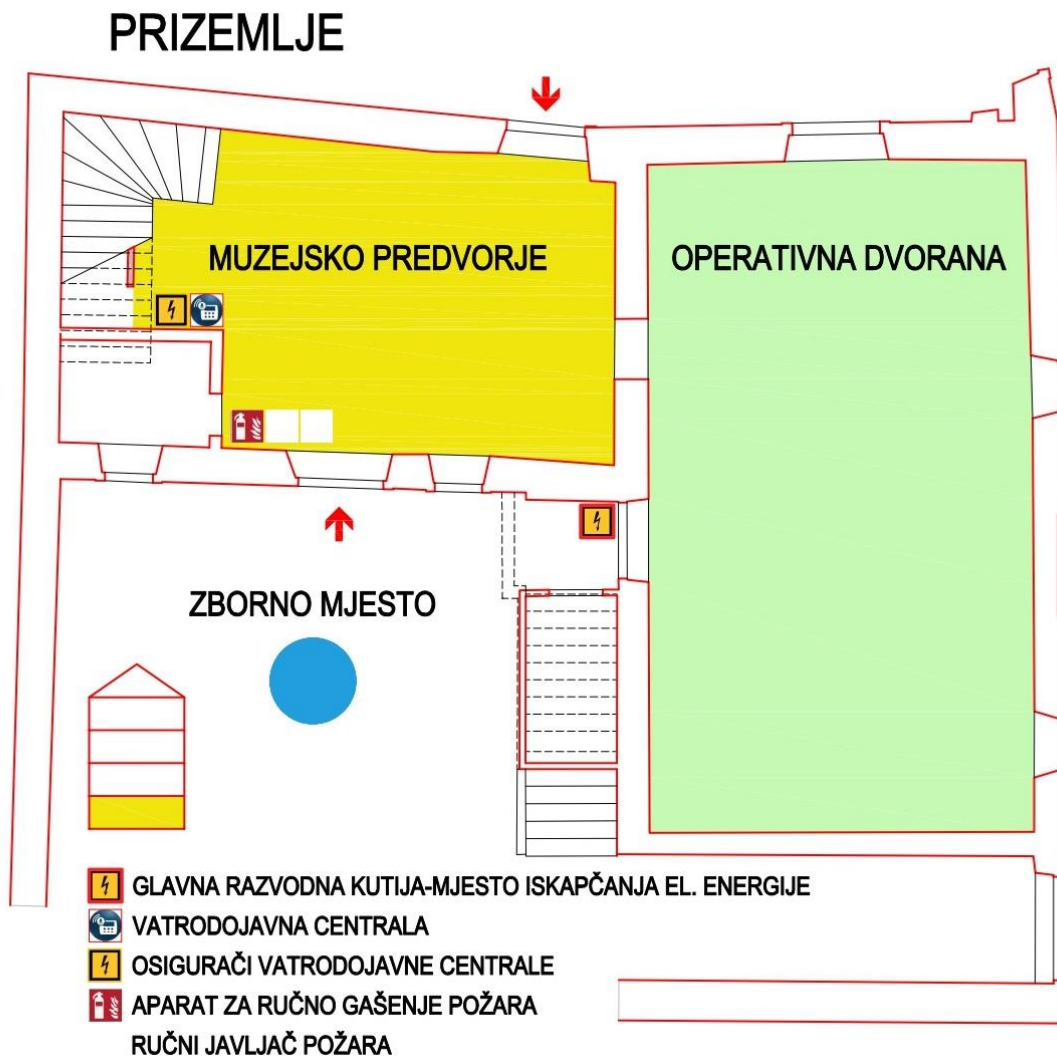 PRIZEMLJE
MUZEJSKO PREDVORJE
OPERATIVNA DVORANA
ZBORNO MJESTO
GLAVNA RAZVODNA KUTIJA-MJESTO ISKAPČANJA EL. ENERGIJE
VATRODOJAVNA CENTRALA
OSIGURAČI VATRODOJAVNE CENTRALE
APARAT ZA RUČNO GAŠENJE POŽARA
RUČNI JAVLJAČ POŽARA